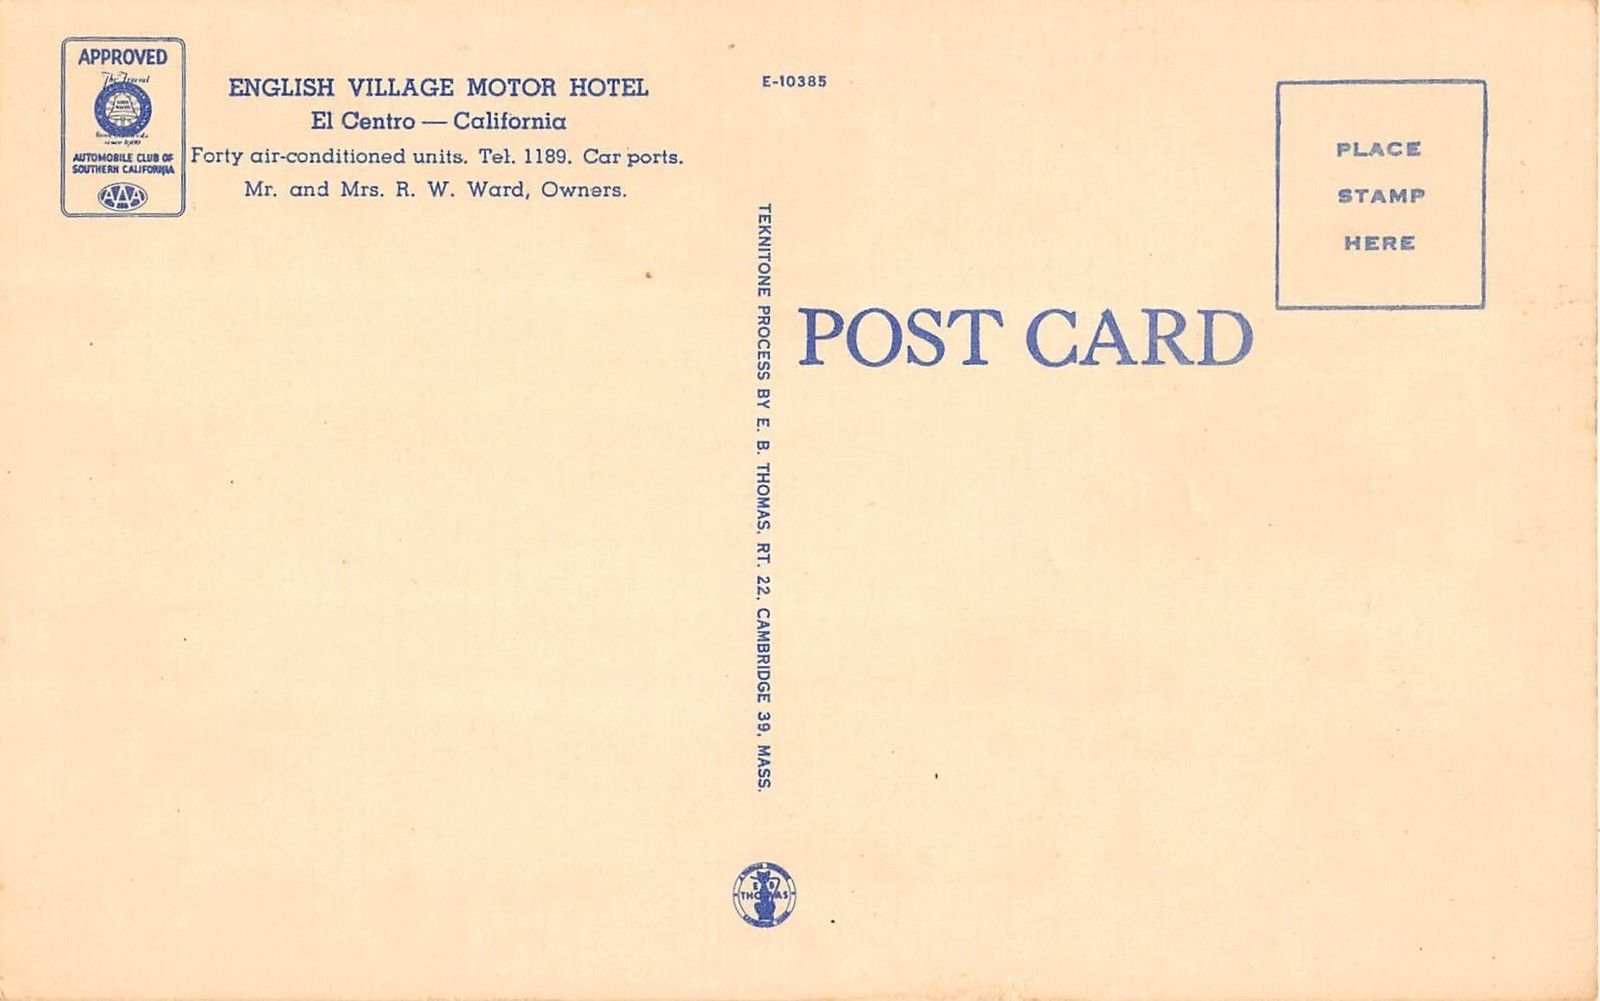 APPROVED
AUTOMOBILE CLUB OF
SOUTHERN CALIFORNIA
AAA
ENGLISH VILLAGE MOTOR HOTEL
El Centro — California
Forty air-conditioned units. Tel. 1189. Car ports.
Mr. and Mrs. R. W. Ward, Owners.
E-10385
TEKNITONE PROCESS BY E. B. THOMAS, RT. 22, CAMBRIDGE 39, MASS.
E B
THOMAS
POST CARD
PLACE
STAMP
HERE